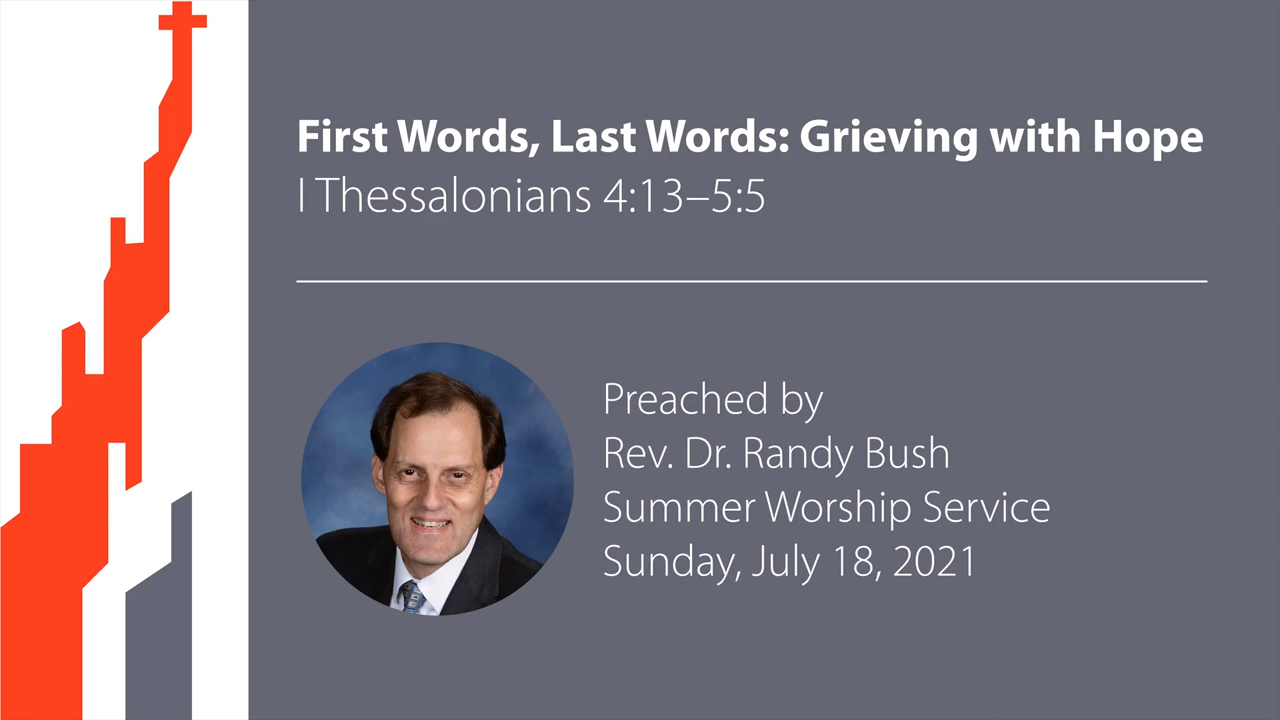 First Words, Last Words: Grieving with Hope
I Thessalonians 4:13–5:5
Preached by
Rev. Dr. Randy Bush
Summer Worship Service
Sunday, July 18, 2021